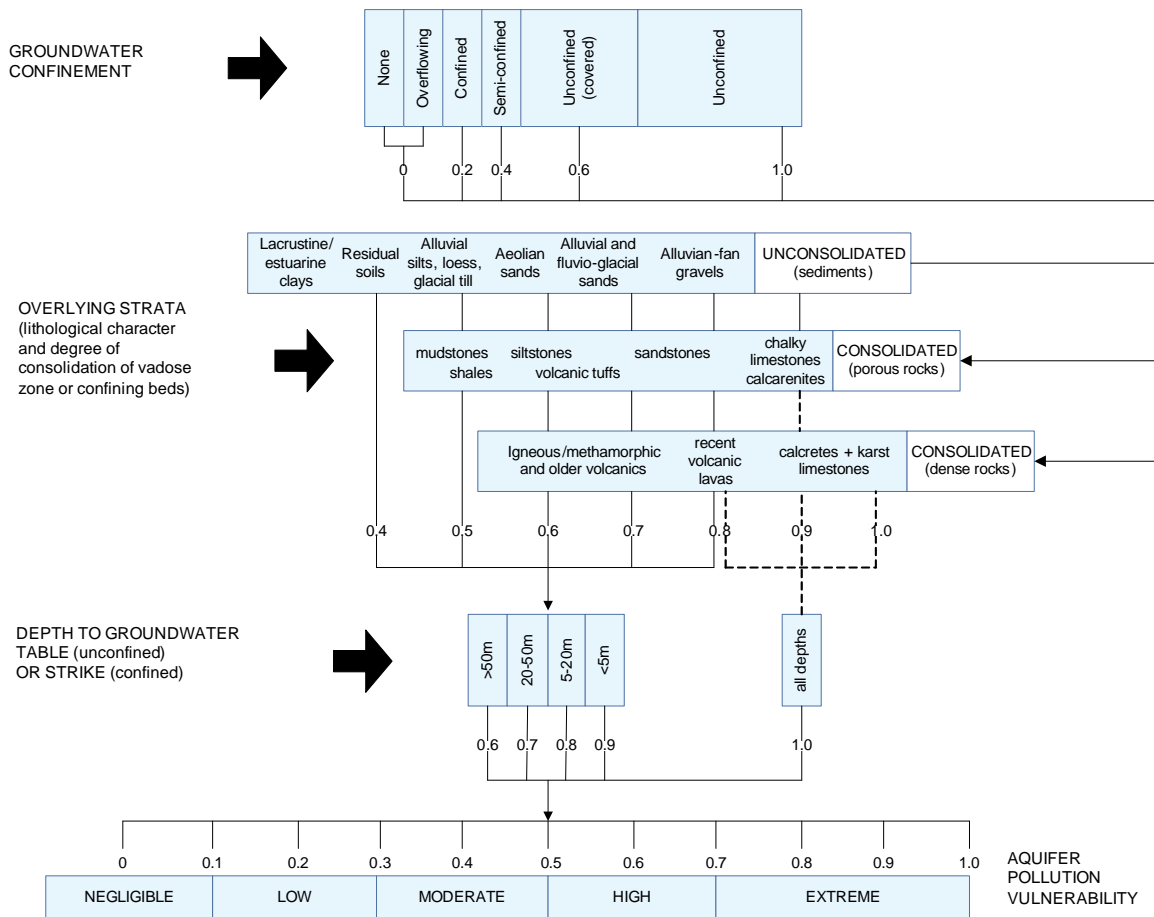 GROUNDWATER
CONFINEMENT
None
Overflowing
Confined
Semi-confined
Unconfined
(covered)
Unconfined
0
0.2
0.4
0.6
1.0
OVERLYING STRATA
(lithological character
and degree of
consolidation of vadose
zone or confining beds)
Lacrustine/
estuarine
clays
Residual
soils
Alluvial
silts, loess,
glacial till
Aeolian
sands
Alluvial and
fluvio-glacial
sands
Alluvian-fan
gravels
UNCONSOLIDATED
(sediments)
mudstones
shales
siltstones
volcanic tuffs
sandstones
chalky
limestones
calcarenites
CONSOLIDATED
(porous rocks)
Igneous/methamorphic
and older volcanics
recent
volcanic
lavas
calcretes + karst
limestones
CONSOLIDATED
(dense rocks)
0.4
0.5
0.6
0.7
0.8
0.9
1.0
DEPTH TO GROUNDWATER
TABLE (unconfined)
OR STRIKE (confined)
>50m
20-50m
5-20m
<5m
all depths
0.6
0.7
0.8
0.9
1.0
0
0.1
0.2
0.3
0.4
0.5
0.6
0.7
0.8
0.9
1.0
NEGLIGIBLE
LOW
MODERATE
HIGH
EXTREME
AQUIFER
POLLUTION
VULNERABILITY